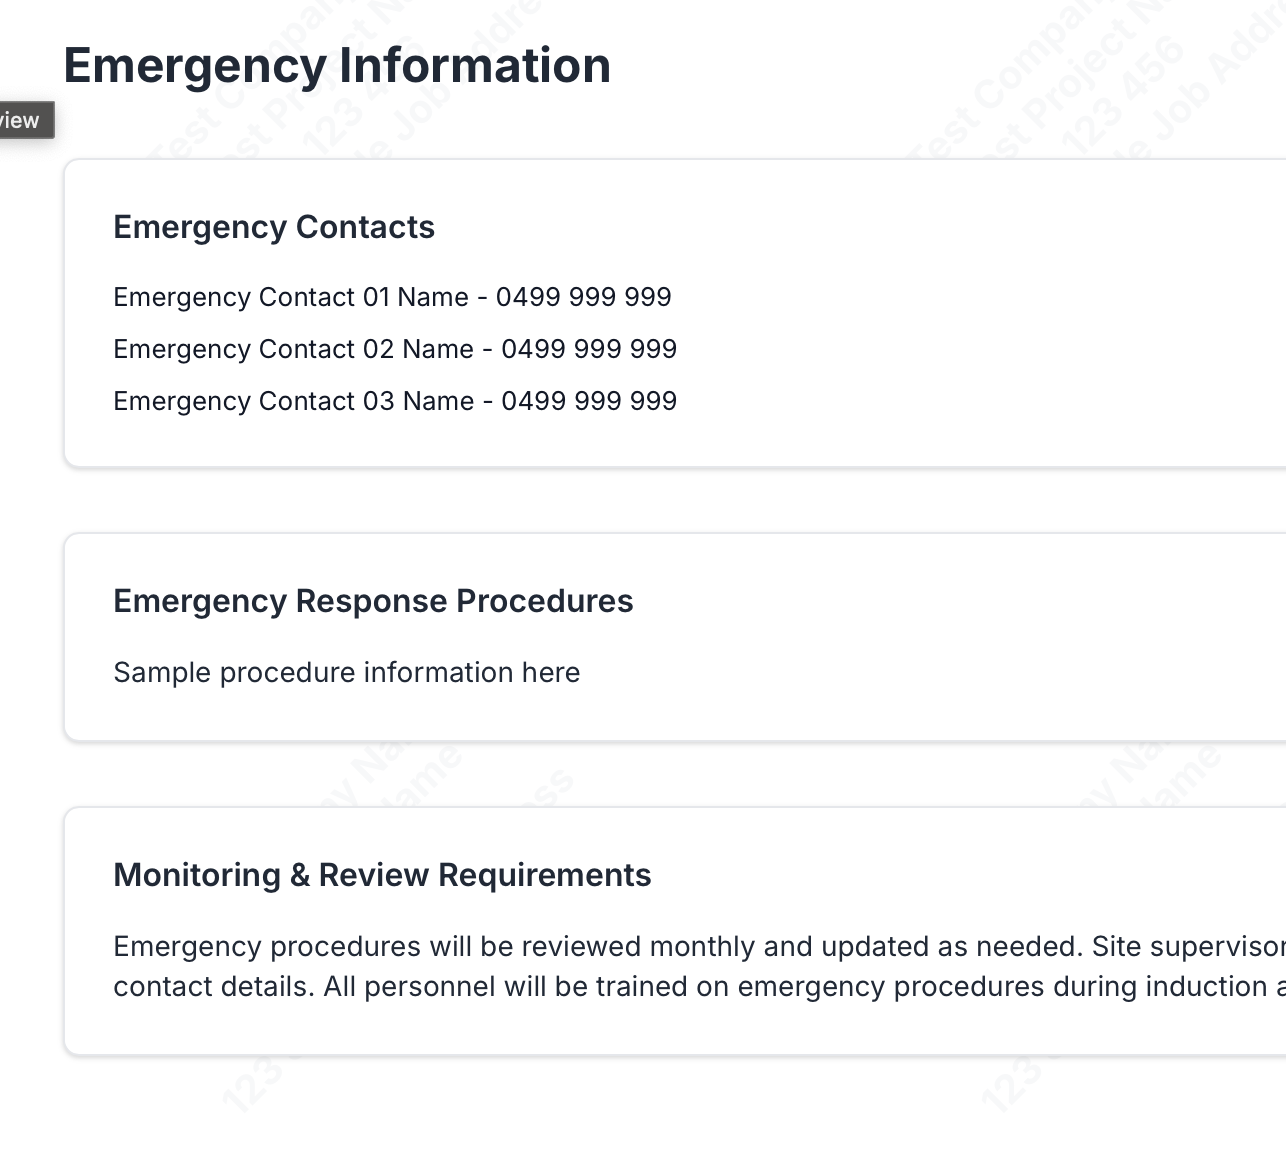 Emergency Information
view
Emergency Contacts
Emergency Contact 01 Name - 0499 999 999
Emergency Contact 02 Name - 0499 999 999
Emergency Contact 03 Name - 0499 999 999
Emergency Response Procedures
Sample procedure information here
Monitoring & Review Requirements
Emergency procedures will be reviewed monthly and updated as needed. Site supervisor
contact details. All personnel will be trained on emergency procedures during induction a